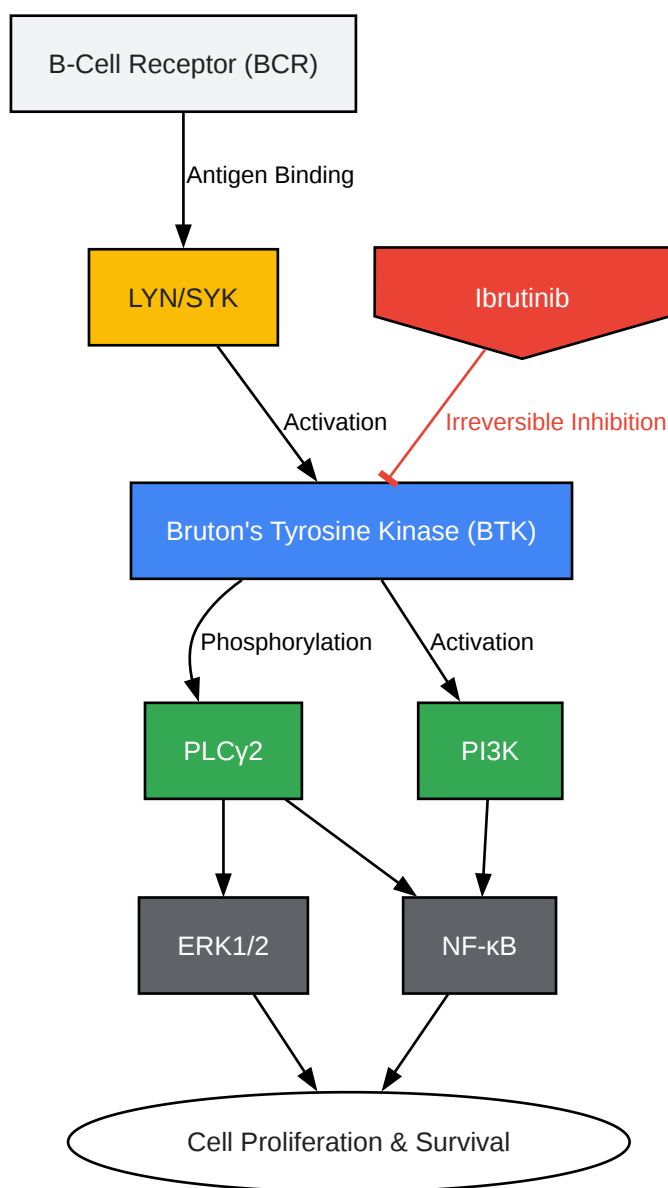 B-Cell Receptor (BCR)
Antigen Binding
LYN/SYK
Ibrutinib
Activation
Irreversible Inhibition
Bruton's Tyrosine Kinase (BTK)
Phosphorylation
Activation
PLCγ2
PI3K
ERK1/2
NF-κB
Cell Proliferation & Survival